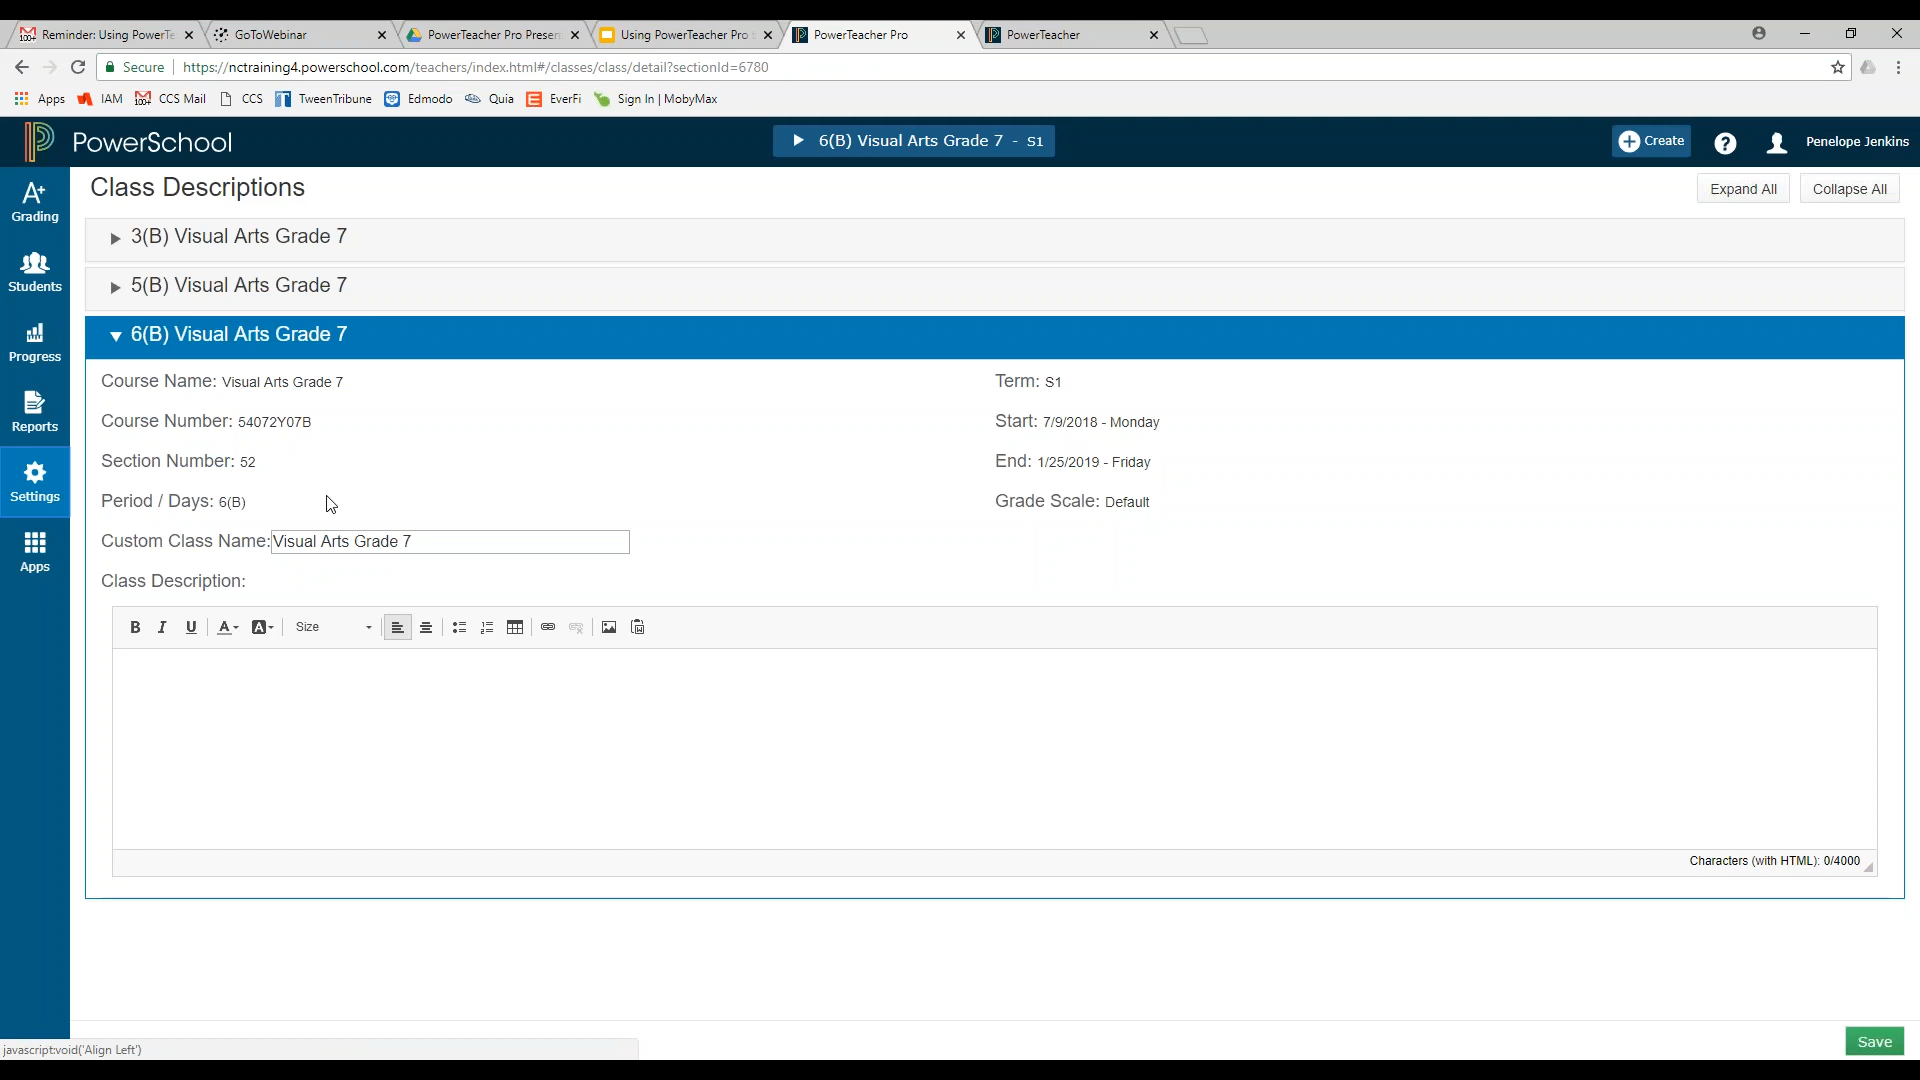 Reminder: Using PowerTe
GoToWebinar
PowerTeacher Pro Presen
Using PowerTeacher Pro t
PowerTeacher Pro
PowerTeacher
Secure | https://nctraining4.powerschool.com/teachers/index.html#/classes/class/detail?sectionId=6780
Apps IAM CCS Mail CCS TweenTribune Edmodo Quia EverFi Sign In | MobyMax
PowerSchool
6(B) Visual Arts Grade 7 - S1
Create
Penelope Jenkins
Grading
Students
Progress
Reports
Settings
Apps
Class Descriptions
Expand All
Collapse All
3(B) Visual Arts Grade 7
5(B) Visual Arts Grade 7
6(B) Visual Arts Grade 7
Course Name: Visual Arts Grade 7
Term: S1
Course Number: 54072Y07B
Start: 7/9/2018 - Monday
Section Number: 52
End: 1/25/2019 - Friday
Period / Days: 6(B)
Grade Scale: Default
Custom Class Name: Visual Arts Grade 7
Class Description:
B I U A A Size
Characters (with HTML): 0/4000
Save
javascript:void('Align Left')